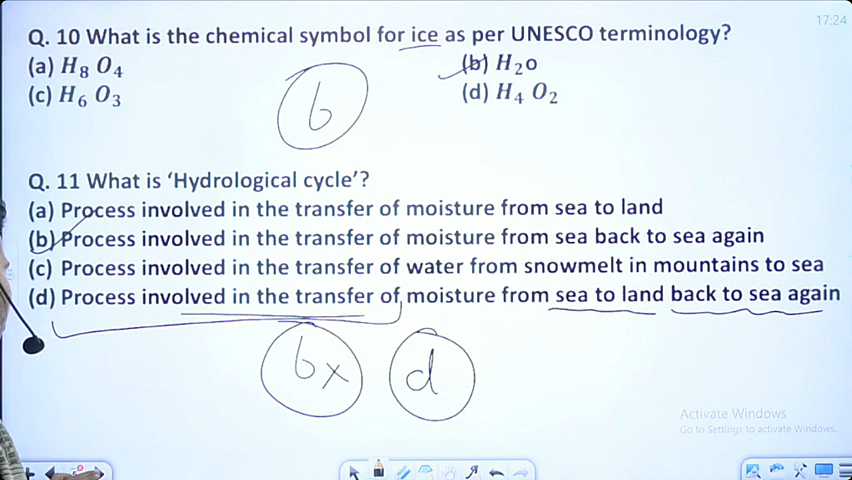 17:24
Q. 10 What is the chemical symbol for ice as per UNESCO terminology?
(a) H₈ O₄ (b) H₂o
(c) H₆ O₃ (d) H₄ O₂
b
Q. 11 What is ‘Hydrological cycle’?
(a) Process involved in the transfer of moisture from sea to land
(b) Process involved in the transfer of moisture from sea back to sea again
(c) Process involved in the transfer of water from snowmelt in mountains to sea
(d) Process involved in the transfer of moisture from sea to land back to sea again
b x d
Activate Windows
Go to Settings to activate Windows.